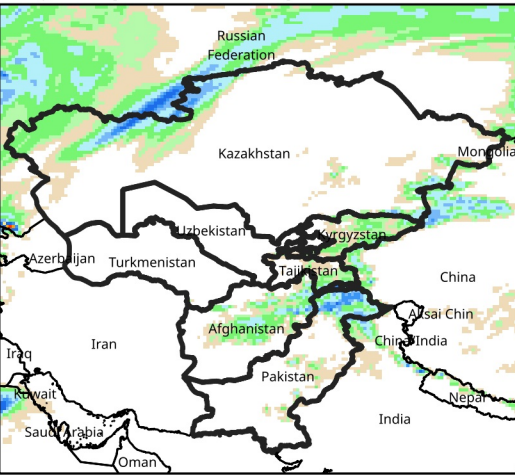 Russian
Federation
Kazakhstan
Mongolia
Uzbekistan
Kyrgyzstan
Azerbaijan
Turkmenistan
Tajikistan
China
Aksai Chin
Afghanistan
China/India
Iran
Iraq
Pakistan
Kuwait
Nepal
India
Saudi Arabia
Oman